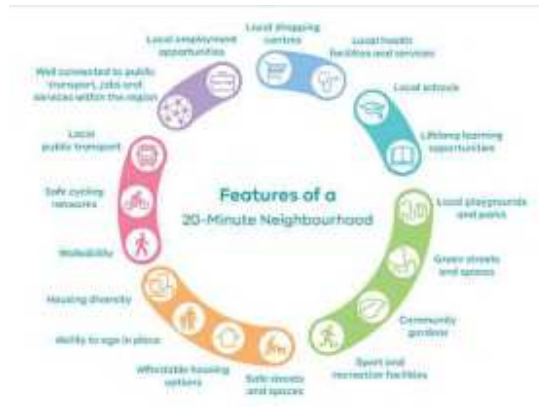 Features of a
20-Minute Neighbourhood
Local shopping
centres
Local health
facilities and services
Local schools
Lifelong learning
opportunities
Local playgrounds
and parks
Green streets
and spaces
Community
gardens
Sport and
recreation facilities
Safe streets
and spaces
Affordable housing
options
Ability to age in place
Housing diversity
Walkability
Safe cycling
networks
Local
public transport
Well connected to public
transport, jobs and
services within the region
Local employment
opportunities